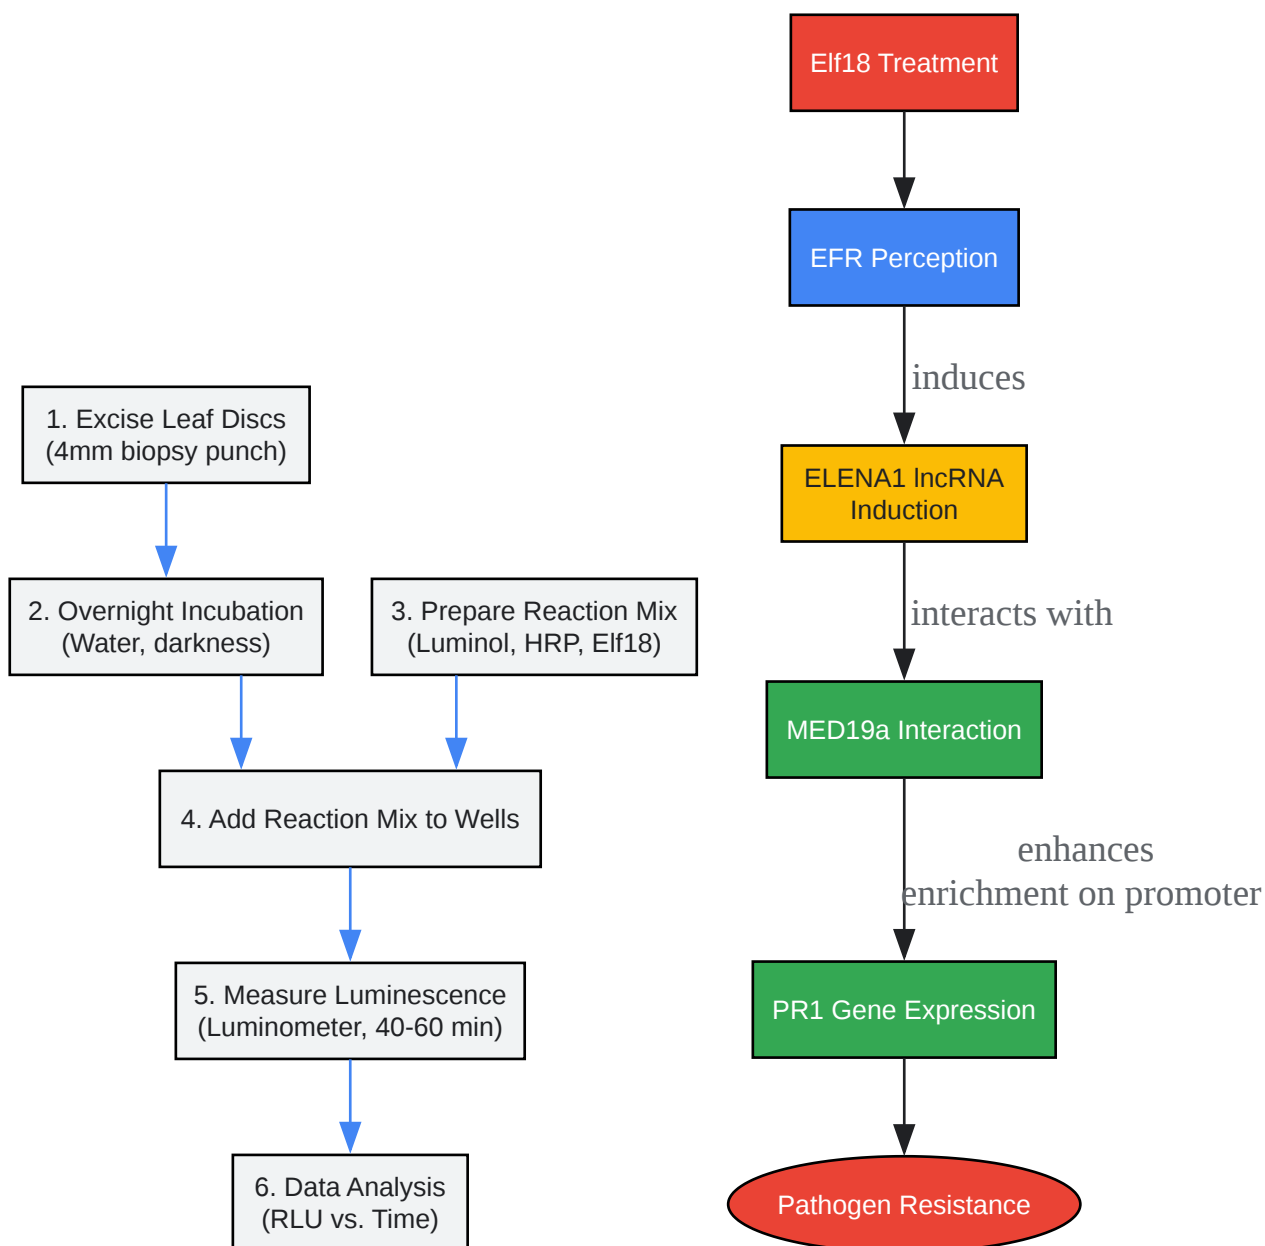 1. Excise Leaf Discs
(4mm biopsy punch)
2. Overnight Incubation
(Water, darkness)
3. Prepare Reaction Mix
(Luminol, HRP, Elf18)
4. Add Reaction Mix to Wells
5. Measure Luminescence
(Luminometer, 40-60 min)
6. Data Analysis
(RLU vs. Time)
Elf18 Treatment
EFR Perception
induces
ELENA1 lncRNA
Induction
interacts with
MED19a Interaction
enhances
enrichment on promoter
PR1 Gene Expression
Pathogen Resistance